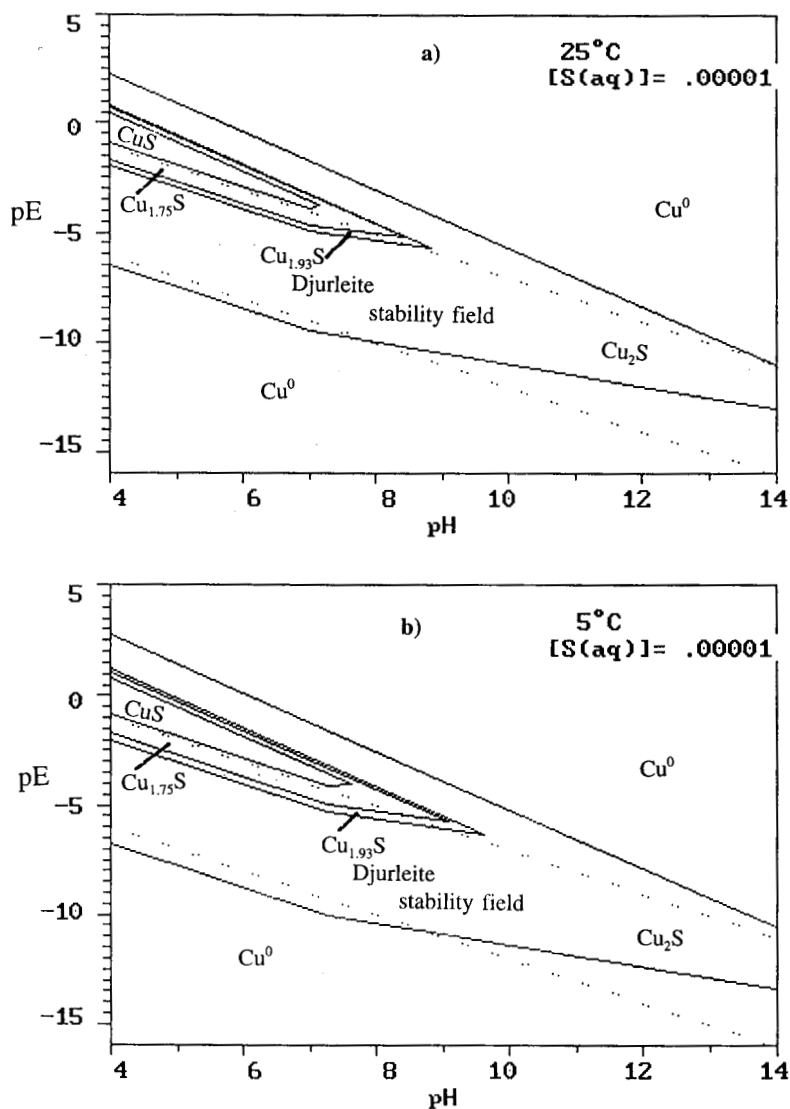 5
a)
25°C
[S(aq)]= .00001
0
CuS
Cu1.75S
pE
Cu⁰
-5
Cu1.93S
Djurleite
stability field
-10
Cu₂S
Cu⁰
-15
4
6
8
10
12
14
pH
5
b)
5°C
[S(aq)]= .00001
0
CuS
Cu1.75S
pE
Cu⁰
-5
Cu1.93S
Djurleite
stability field
-10
Cu₂S
Cu⁰
-15
4
6
8
10
12
14
pH